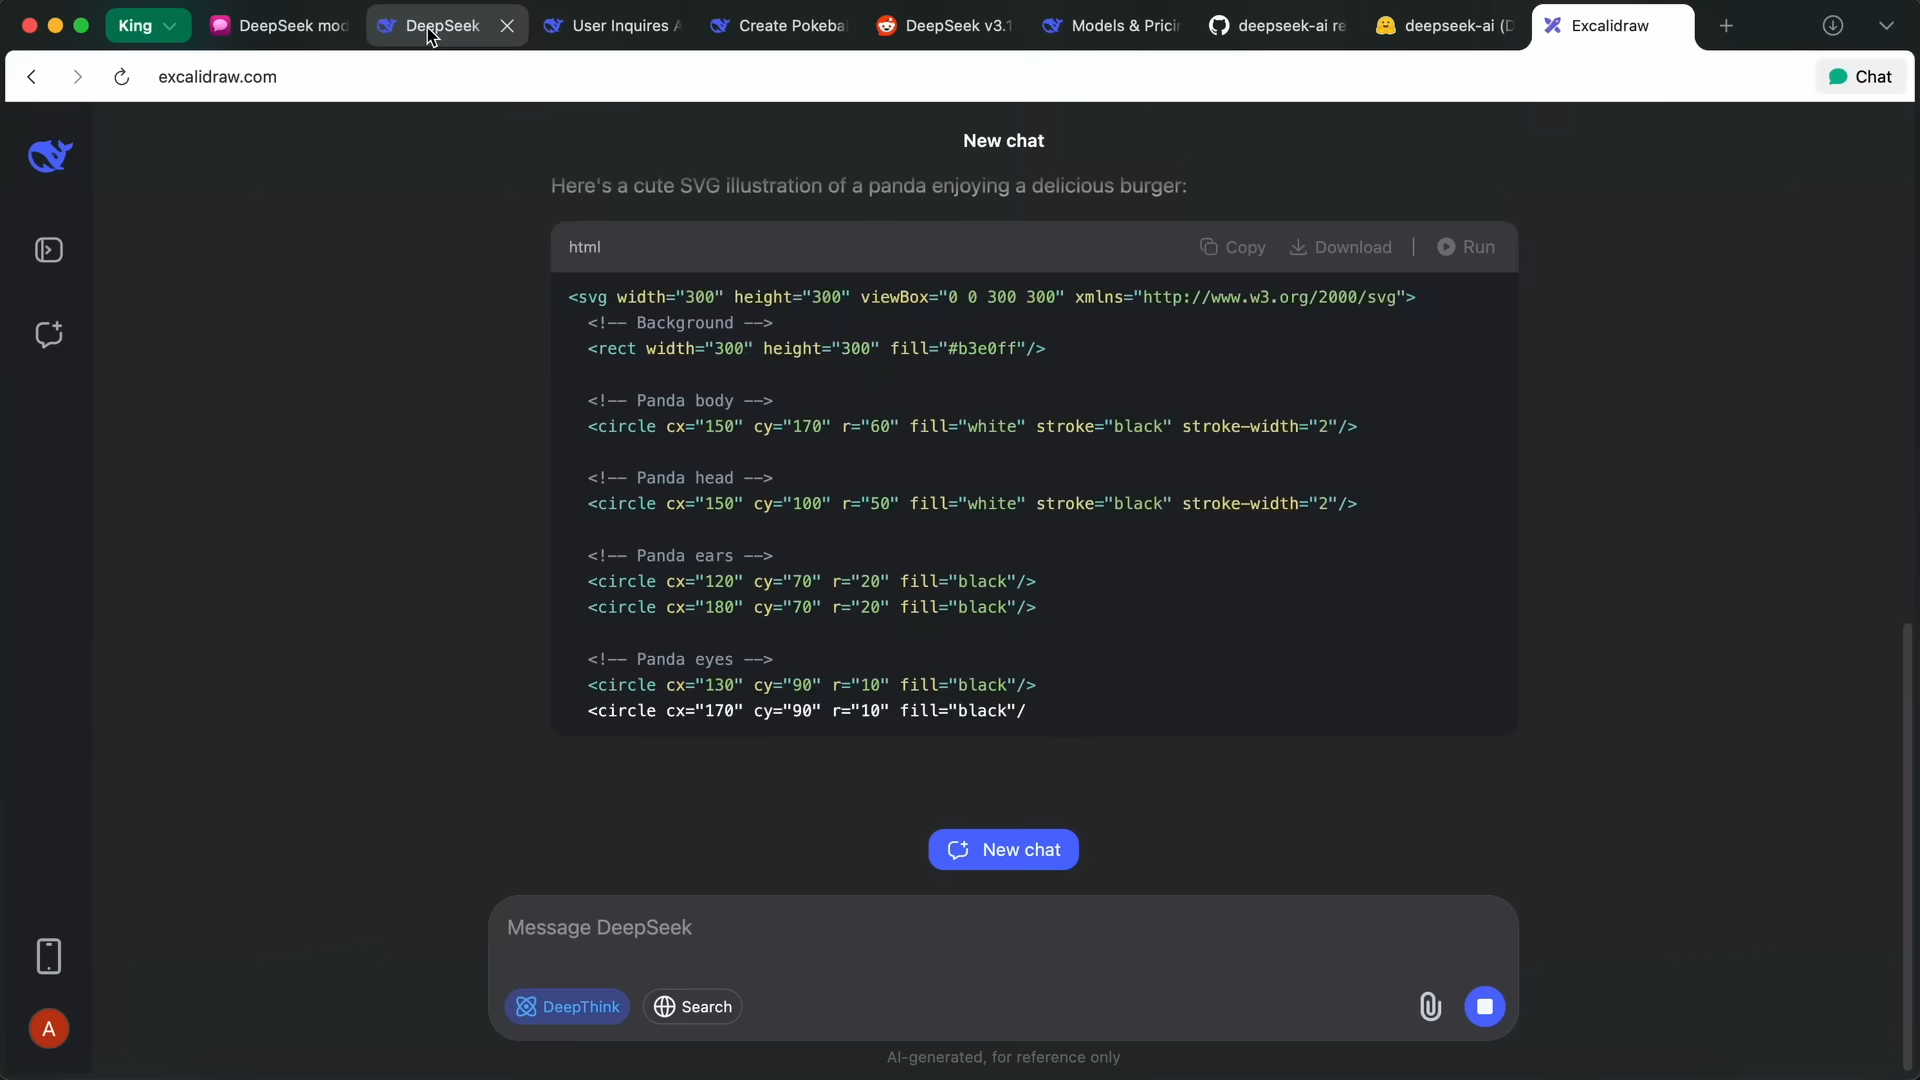 King
DeepSeek mod
DeepSeek
User Inquires A
Create Pokeba
DeepSeek v3.1
Models & Pricin
deepseek-ai re
deepseek-ai (D
Excalidraw
excalidraw.com
Chat
New chat
Here's a cute SVG illustration of a panda enjoying a delicious burger:
html
Copy
Download
Run
<svg width="300" height="300" viewBox="0 0 300 300" xmlns="http://www.w3.org/2000/svg">
<!-- Background -->
<rect width="300" height="300" fill="#b3e0ff"/>
<!-- Panda body -->
<circle cx="150" cy="170" r="60" fill="white" stroke="black" stroke-width="2"/>
<!-- Panda head -->
<circle cx="150" cy="100" r="50" fill="white" stroke="black" stroke-width="2"/>
<!-- Panda ears -->
<circle cx="120" cy="70" r="20" fill="black"/>
<circle cx="180" cy="70" r="20" fill="black"/>
<!-- Panda eyes -->
<circle cx="130" cy="90" r="10" fill="black"/>
<circle cx="170" cy="90" r="10" fill="black"/
New chat
Message DeepSeek
DeepThink
Search
A
AI-generated, for reference only